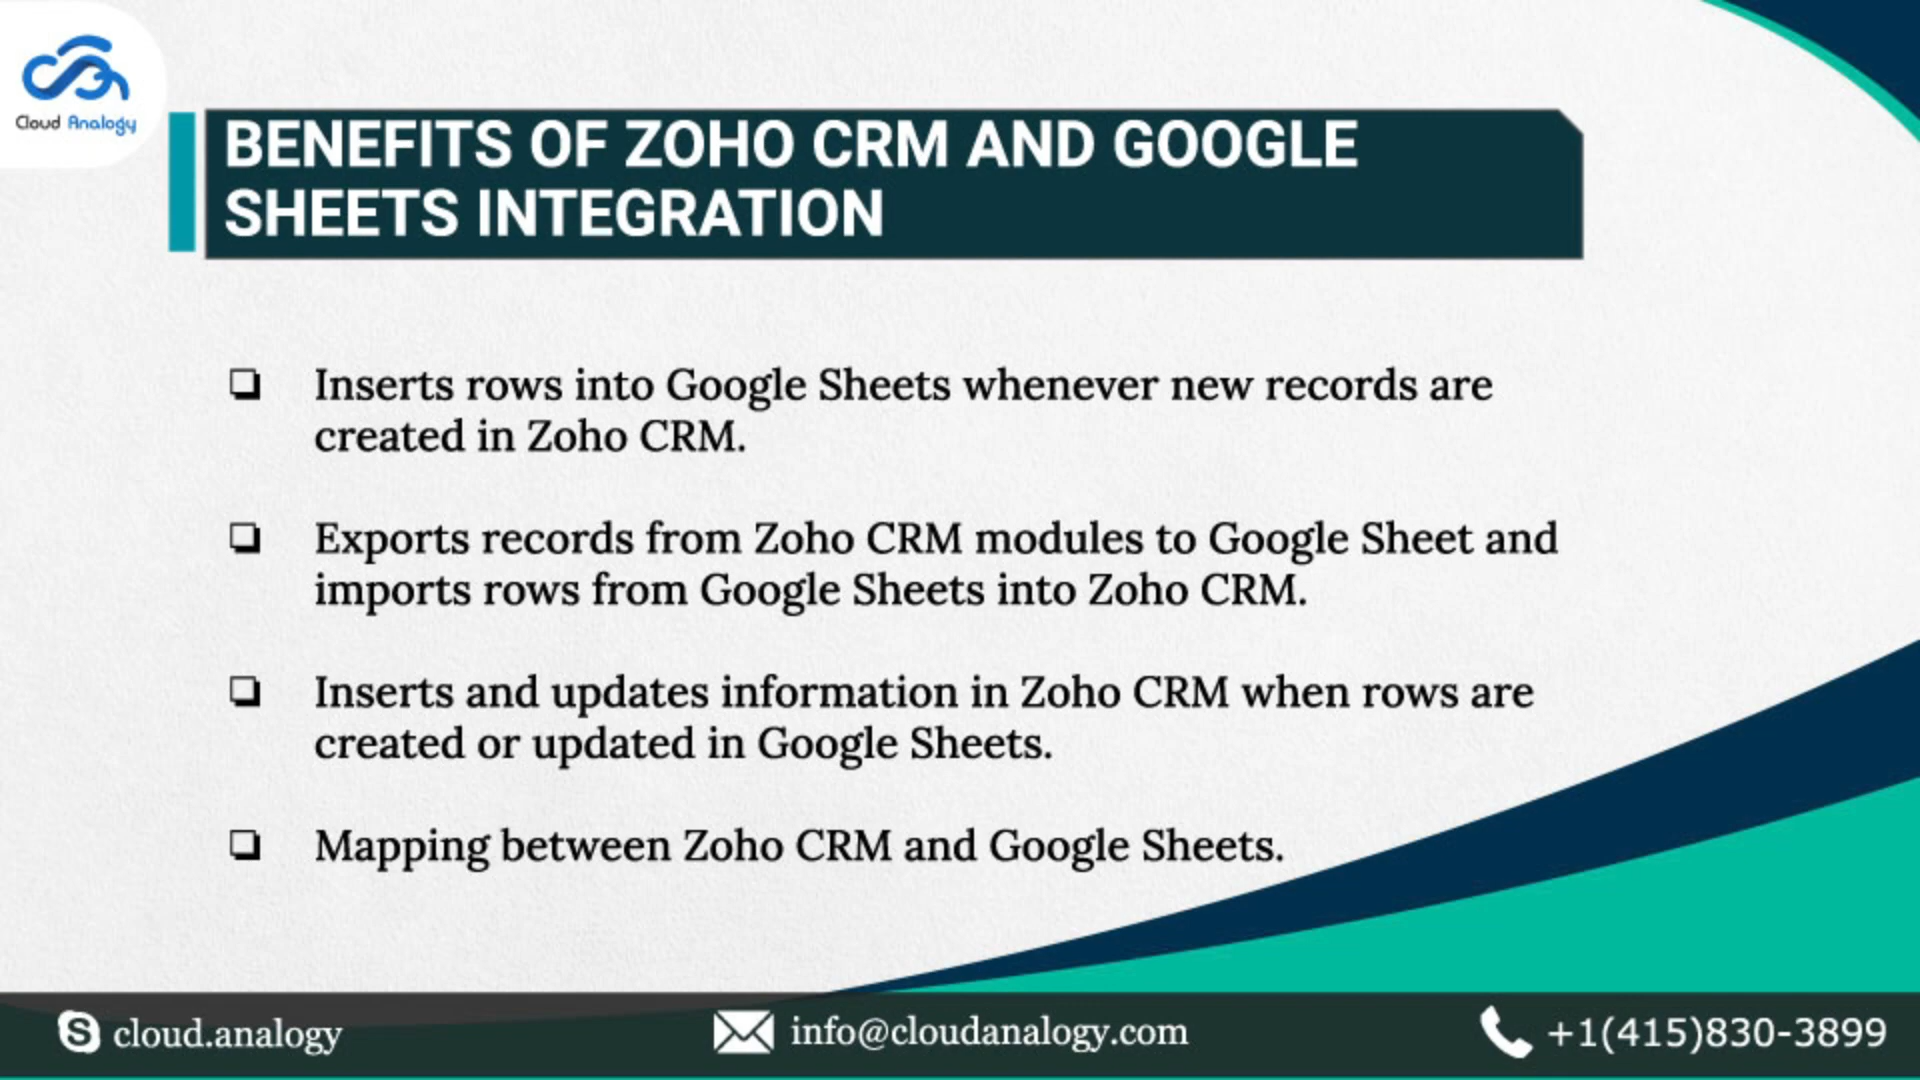 Cloud Analogy
BENEFITS OF ZOHO CRM AND GOOGLE
SHEETS INTEGRATION
Inserts rows into Google Sheets whenever new records are
created in Zoho CRM.
Exports records from Zoho CRM modules to Google Sheet and
imports rows from Google Sheets into Zoho CRM.
Inserts and updates information in Zoho CRM when rows are
created or updated in Google Sheets.
Mapping between Zoho CRM and Google Sheets.
cloud.analogy
info@cloudanalogy.com
+1(415)830-3899